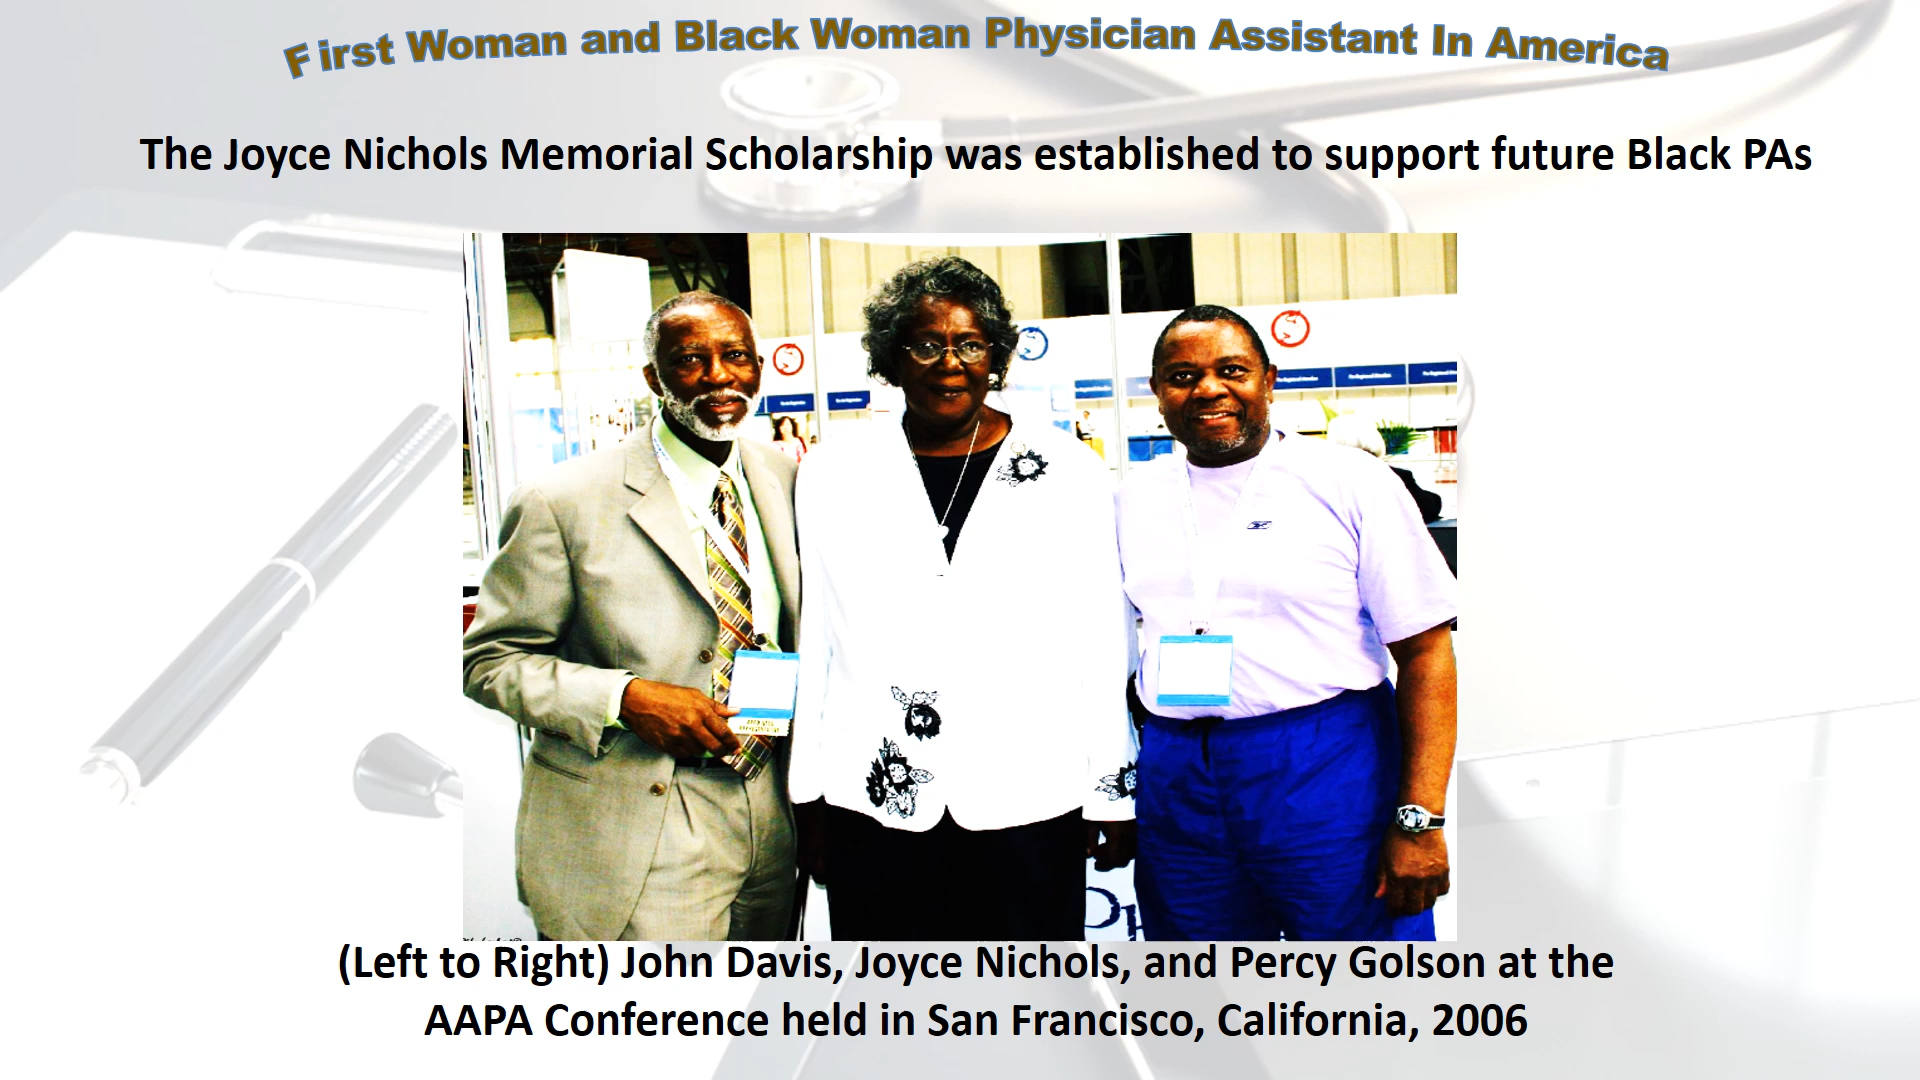 First Woman and Black Woman Physician Assistant In America
The Joyce Nichols Memorial Scholarship was established to support future Black PAs
(Left to Right) John Davis, Joyce Nichols, and Percy Golson at the
AAPA Conference held in San Francisco, California, 2006